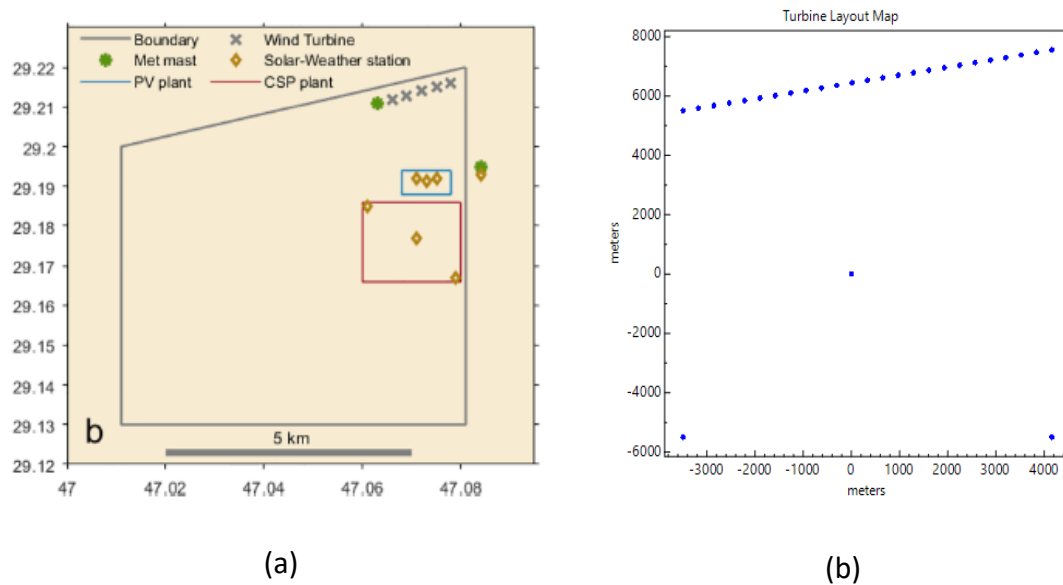 Boundary
Wind Turbine
Met mast
Solar-Weather station
PV plant
CSP plant
29.22
29.21
29.2
29.19
29.18
29.17
29.16
29.15
29.14
29.13
29.12
b
5 km
47
47.02
47.04
47.06
47.08
(a)
Turbine Layout Map
8000
6000
4000
2000
0
-2000
-4000
-6000
meters
-3000 -2000 -1000 0 1000 2000 3000 4000
meters
(b)